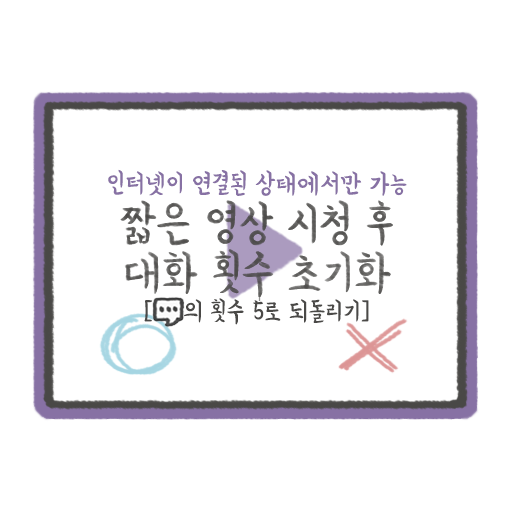 인터넷이 연결된 상태에서만 가능
짧은 영상 시청 후
대화 횟수 초기화
[💬의 횟수 5로 되돌리기]